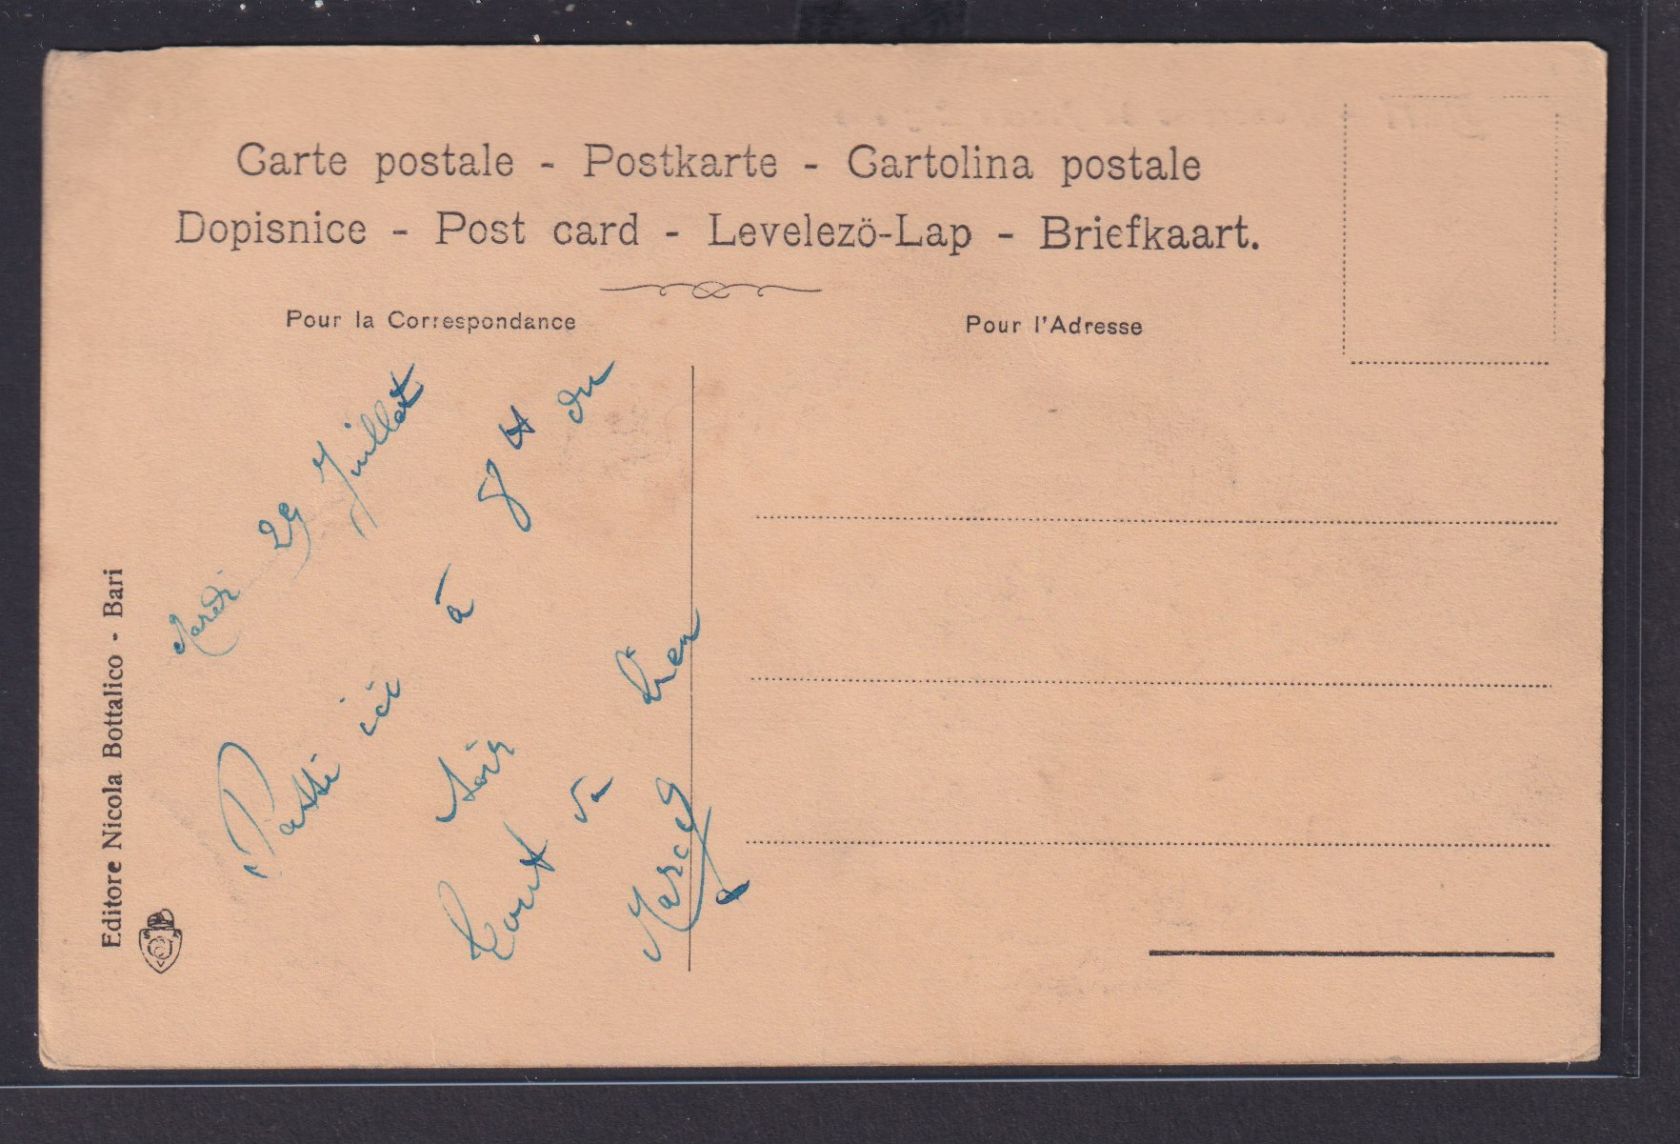 Carte postale - Postkarte - Cartolina postale
Dopisnice - Post card - Levelezö-Lap - Briefkaart.
Pour la Correspondance
Pour l'Adresse
Mardi 29 Juillet
Passé ici à 8 H du
soir
Tout va bien
Marcel
Editore Nicola Bottalico - Bari